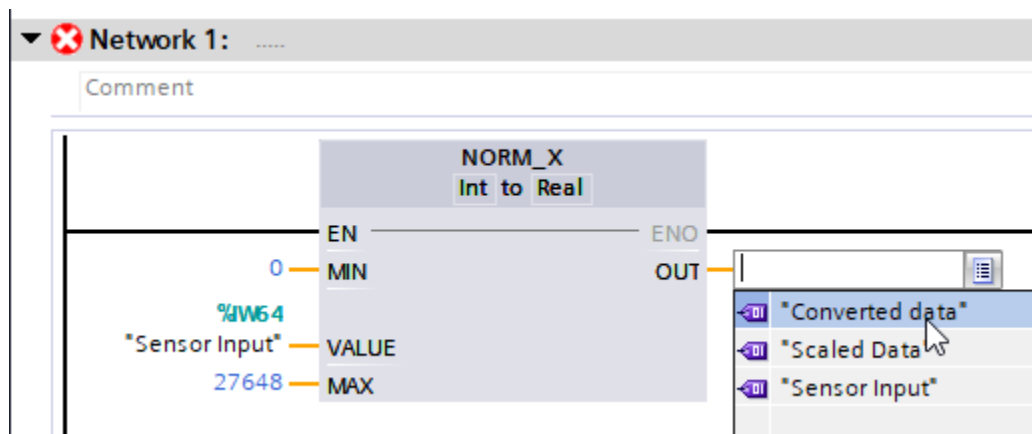 Network 1: .....
Comment
NORM_X
Int to Real
EN ENO
0 MIN OUT
%IW64
"Sensor Input" VALUE
27648 MAX
"Converted data"
"Scaled Data"
"Sensor Input"